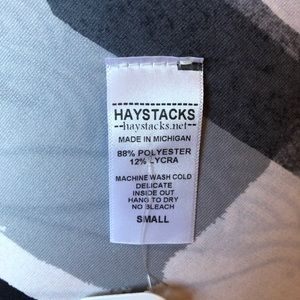 HAYSTACKS
haystacks.net
MADE IN MICHIGAN
88% POLYESTER
12% LYCRA
MACHINE WASH COLD
DELICATE
INSIDE OUT
HANG TO DRY
NO BLEACH
SMALL